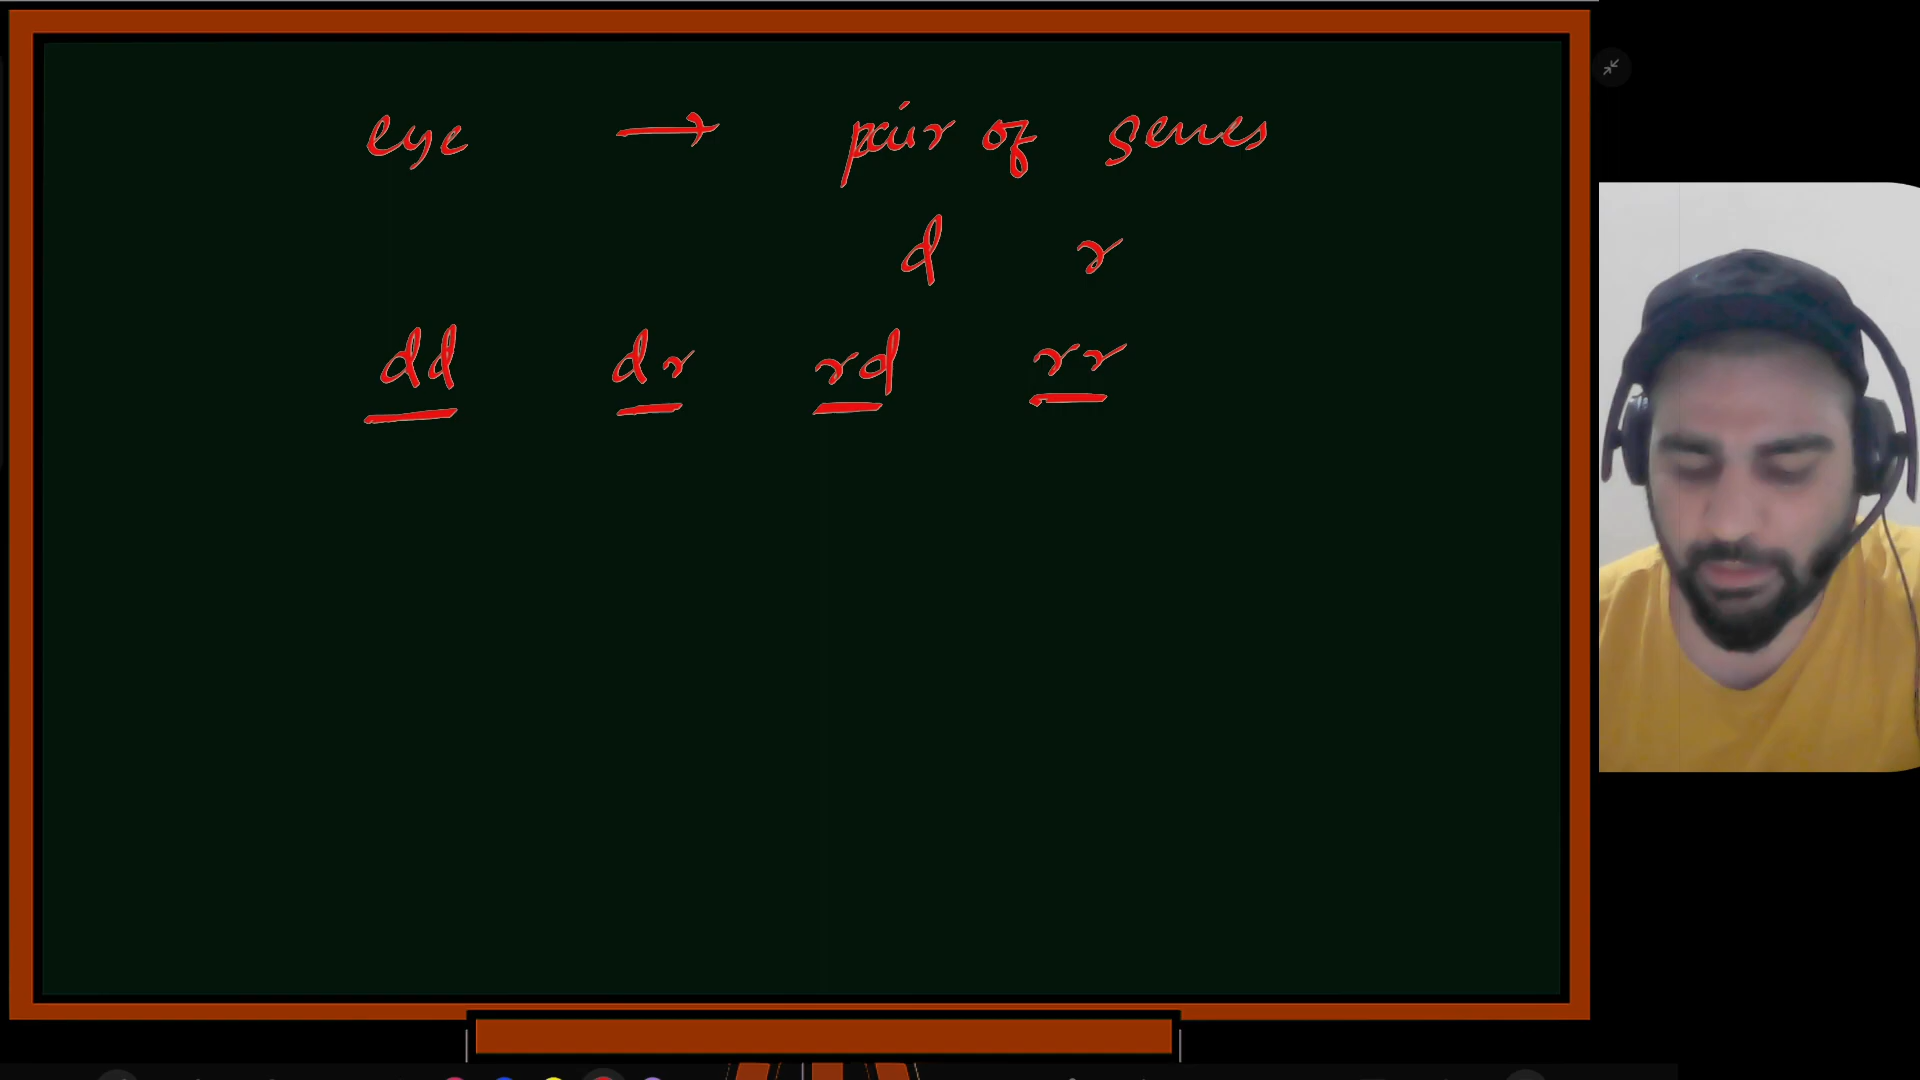 eye → pair of genes
d r
dd dr rd rr